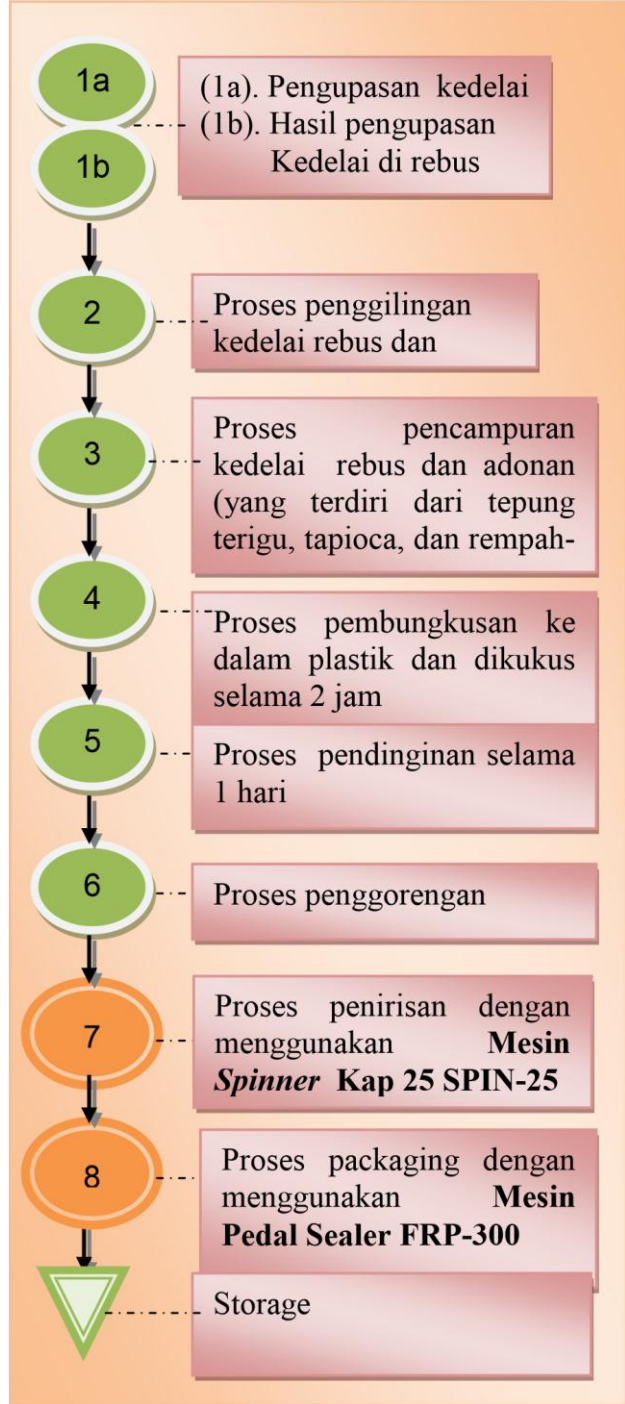 1a
(1a). Pengupasan kedelai
(1b). Hasil pengupasan
Kedelai di rebus
1b
2
Proses penggilingan
kedelai rebus dan
3
Proses pencampuran
kedelai rebus dan adonan
(yang terdiri dari tepung
terigu, tapioca, dan rempah-
4
Proses pembungkusan ke
dalam plastik dan dikukus
selama 2 jam
5
Proses pendinginan selama
1 hari
6
Proses penggorengan
7
Proses penirisan dengan
menggunakan Mesin
Spinner Kap 25 SPIN-25
8
Proses packaging dengan
menggunakan Mesin
Pedal Sealer FRP-300
Storage